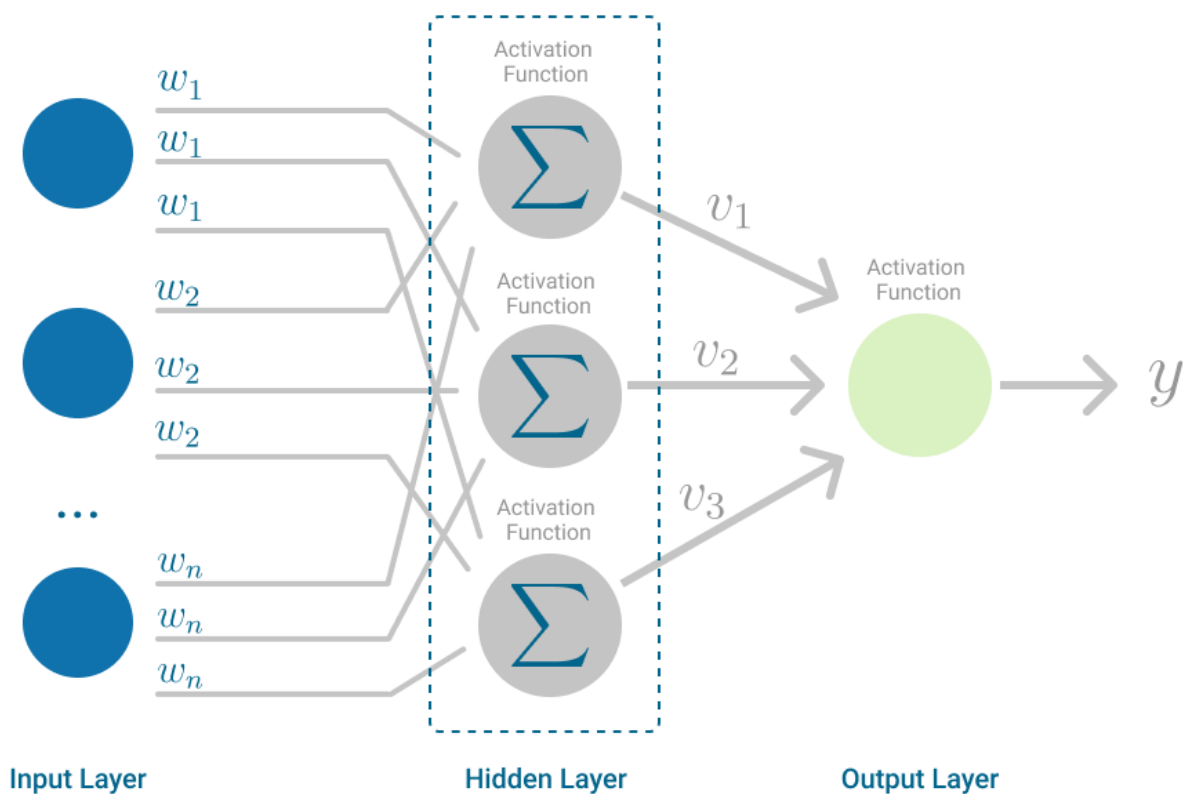 Activation
Function
w₁
w₁
w₁
v₁
Activation
Function
Activation
Function
w₂
w₂
v₂
y
w₂
v₃
...
Activation
Function
wₙ
wₙ
wₙ
Σ
Σ
Σ
Input Layer
Hidden Layer
Output Layer